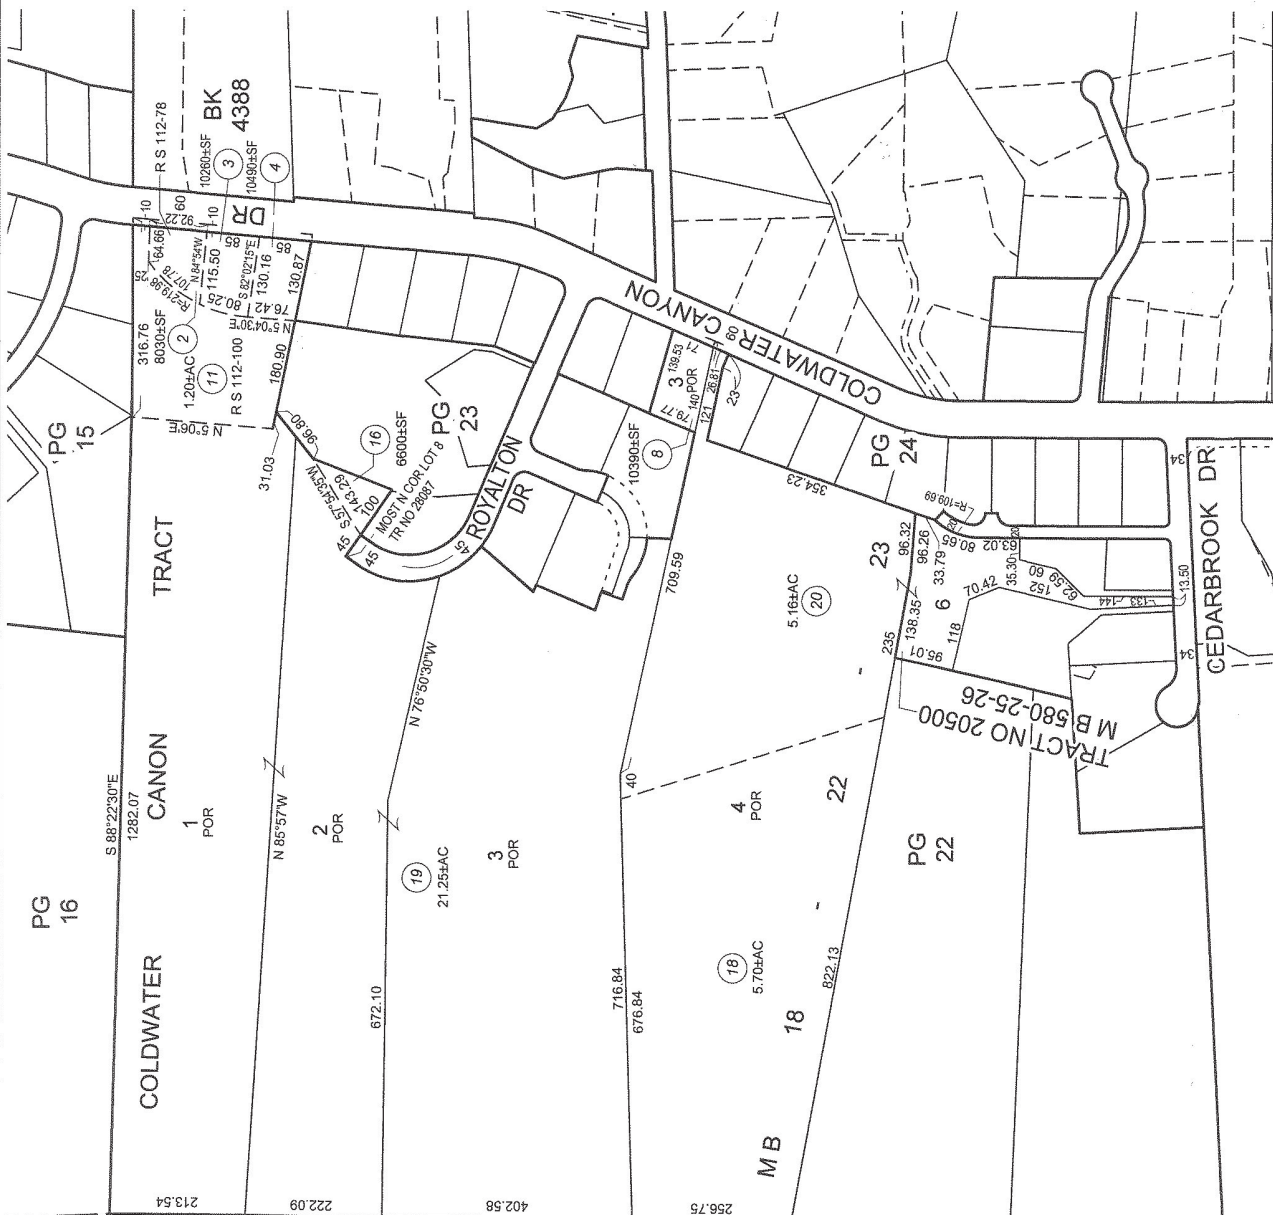 R S 112-78
BK
4388
10260±SF
3
10490±SF
4
DR
60
92.22
10
10
64.66
25
R=219.98
107.78
N 84°54'W
115.50
85
S 82°02'15"E
130.16
85
130.87
80.25
76.42
N 5°04'30"E
316.76
8030±SF
2
1.20±AC
11
R S 112-100
180.90
N 5°06'E
PG
15
31.03
96.80
16
6600±SF
S 57°54'35"W
143.29
100
MOST N COR LOT 8
TR NO 28087
PG
23
45
45
45
ROYALTON
DR
COLDWATER CANYON
60
139.53
71
3
POR
140
79.77
26.81
121
23
10390±SF
8
354.23
PG
24
R=109.69
20
34
CEDARBROOK DR
TRACT
709.59
5.16±AC
20
23
96.32
96.26
33.79
80.65
63.02
20
35.30
60
62.59
152
70.42
6
138.35
235
118
95.01
144
133
13.50
34
TRACT NO 20500
M B 580-25-26
N 76°50'30"W
S 88°22'30"E
1282.07
CANON
1
POR
N 85°57'W
2
POR
40
4
POR
22
3
POR
19
21.25±AC
PG
22
PG
16
COLDWATER
672.10
716.84
676.84
18
5.70±AC
822.13
18
M B
213.54
222.09
402.58
256.75